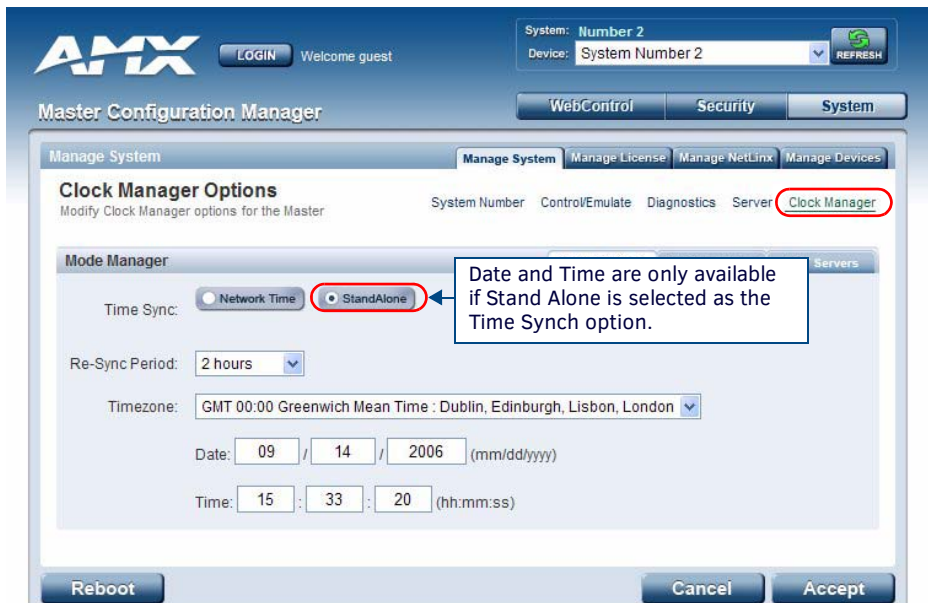 AMX
LOGIN Welcome guest
System: Number 2
Device: System Number 2
REFRESH
Master Configuration Manager
WebControl Security System
Manage System
Manage System Manage License Manage NetLinx Manage Devices
Clock Manager Options
Modify Clock Manager options for the Master
System Number Control/Emulate Diagnostics Server Clock Manager
Mode Manager
Servers
Date and Time are only available
if Stand Alone is selected as the
Time Synch option.
Time Sync: Network Time StandAlone
Re-Sync Period: 2 hours
Timezone: GMT 00:00 Greenwich Mean Time : Dublin, Edinburgh, Lisbon, London
Date: 09 / 14 / 2006 (mm/dd/yyyy)
Time: 15 : 33 : 20 (hh:mm:ss)
Reboot Cancel Accept